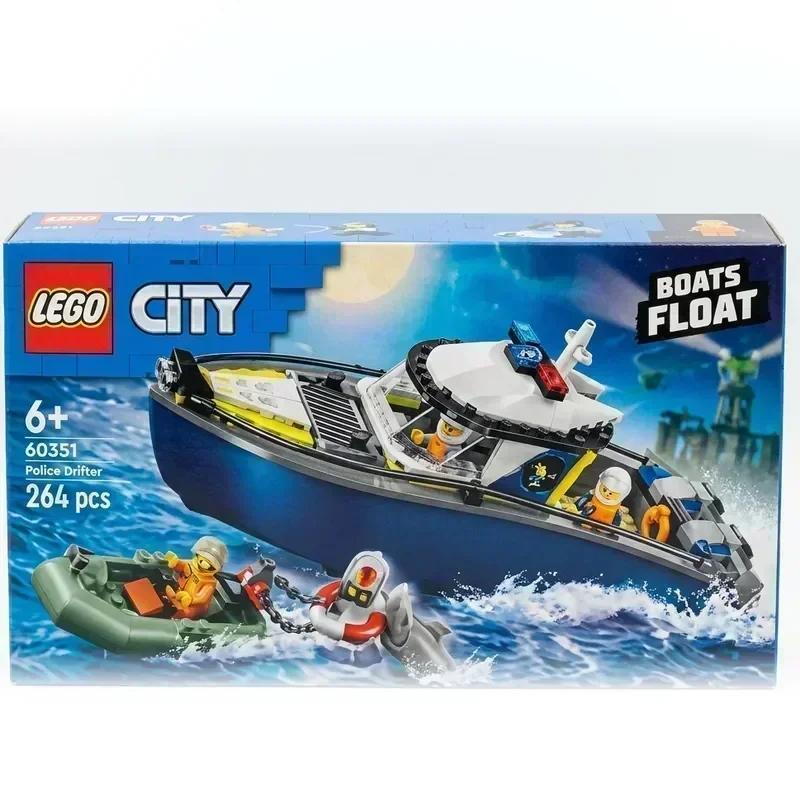 LEGO CITY
LEGO CITY
BOATS
FLOAT
6+
60351
Police Drifter
264 pcs